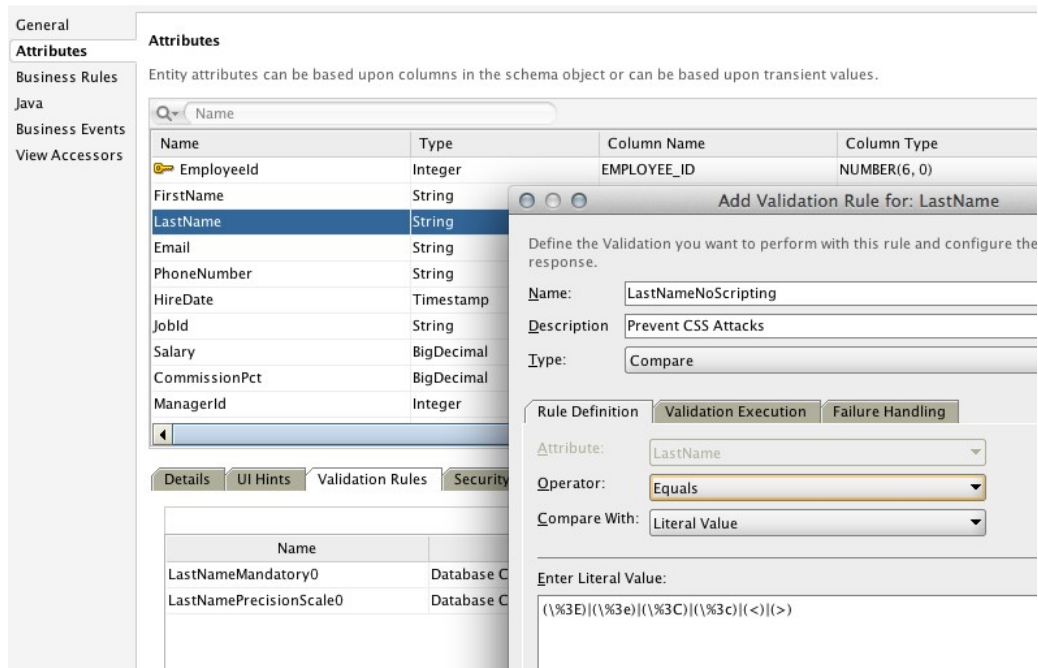 General
Attributes
Business Rules
Java
Business Events
View Accessors
Attributes
Entity attributes can be based upon columns in the schema object or can be based upon transient values.
Name
Name Type Column Name Column Type
EmployeeId Integer EMPLOYEE_ID NUMBER(6, 0)
FirstName String
LastName String
Email String
PhoneNumber String
HireDate Timestamp
JobId String
Salary BigDecimal
CommissionPct BigDecimal
ManagerId Integer
Details UI Hints Validation Rules Security
Name
LastNameMandatory0 Database C
LastNamePrecisionScale0 Database C
Add Validation Rule for: LastName
Define the Validation you want to perform with this rule and configure the
response.
Name: LastNameNoScripting
Description Prevent CSS Attacks
Type: Compare
Rule Definition Validation Execution Failure Handling
Attribute: LastName
Operator: Equals
Compare With: Literal Value
Enter Literal Value:
(\%3E)|(\%3e)|(\%3C)|(\%3c)|(<)|(>)